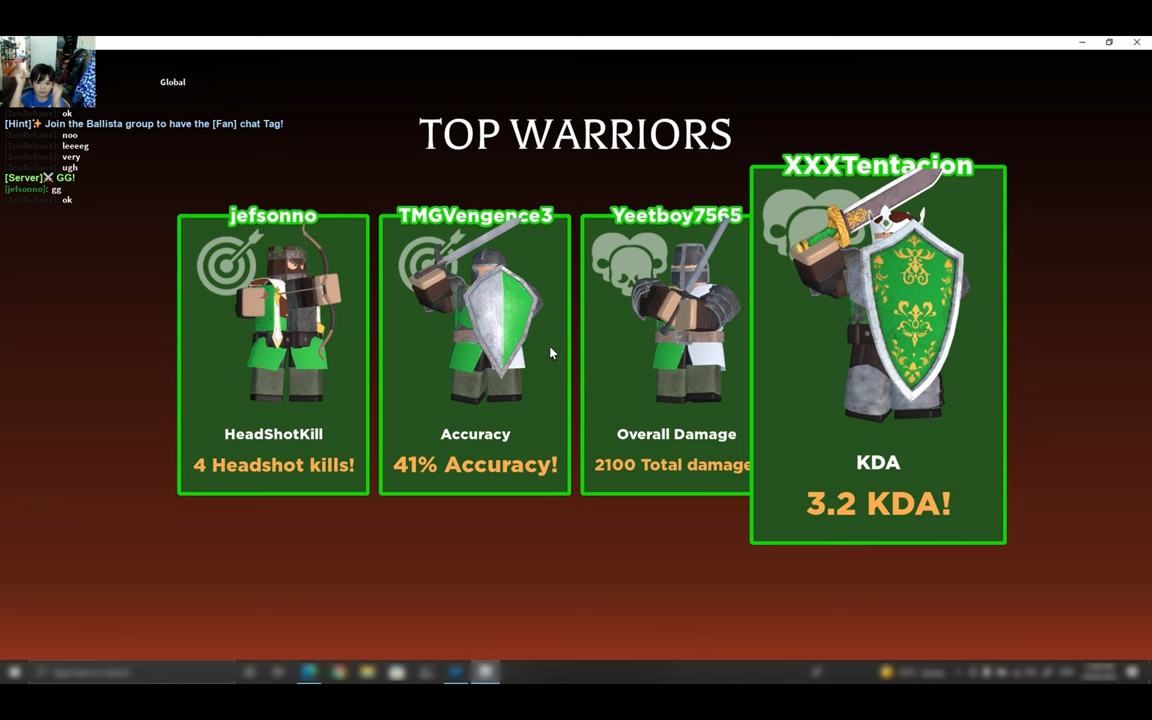 Global
ok
[Hint]✨ Join the Ballista group to have the [Fan] chat Tag!
noo
leeeeg
very
ugh
[Server]⚔ GG!
[jefsonno]: gg
ok
TOP WARRIORS
jefsonno
HeadShotKill
4 Headshot kills!
TMGVengence3
Accuracy
41% Accuracy!
Yeetboy7565
Overall Damage
2100 Total damage
XXXTentacion
KDA
3.2 KDA!